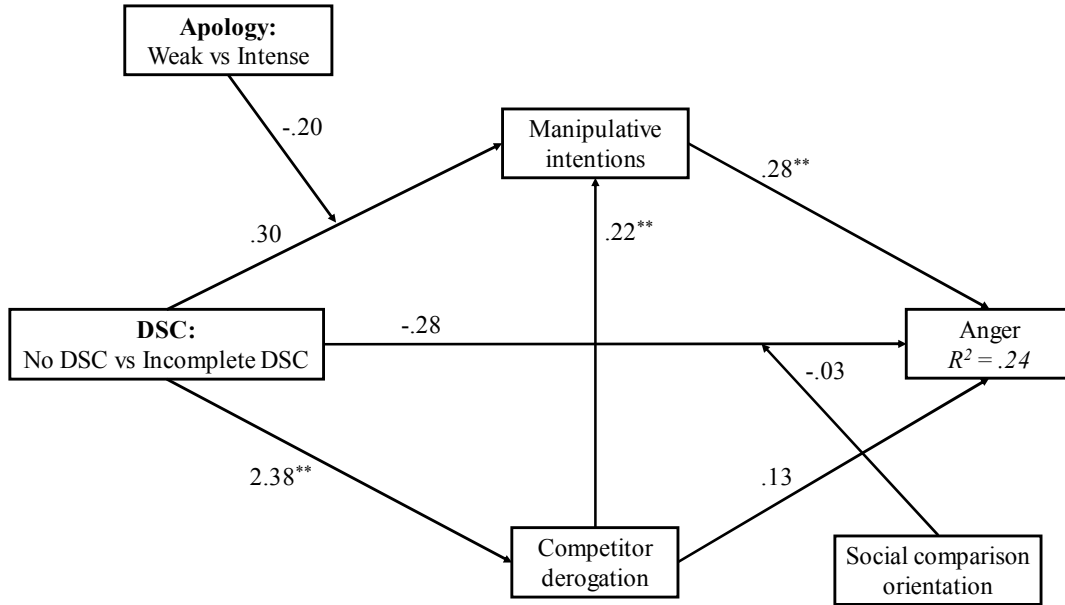 Apology:
Weak vs Intense
-.20
Manipulative
intentions
.28**
.30
.22**
DSC:
No DSC vs Incomplete DSC
-.28
Anger
R² = .24
-.03
2.38**
.13
Competitor
derogation
Social comparison
orientation